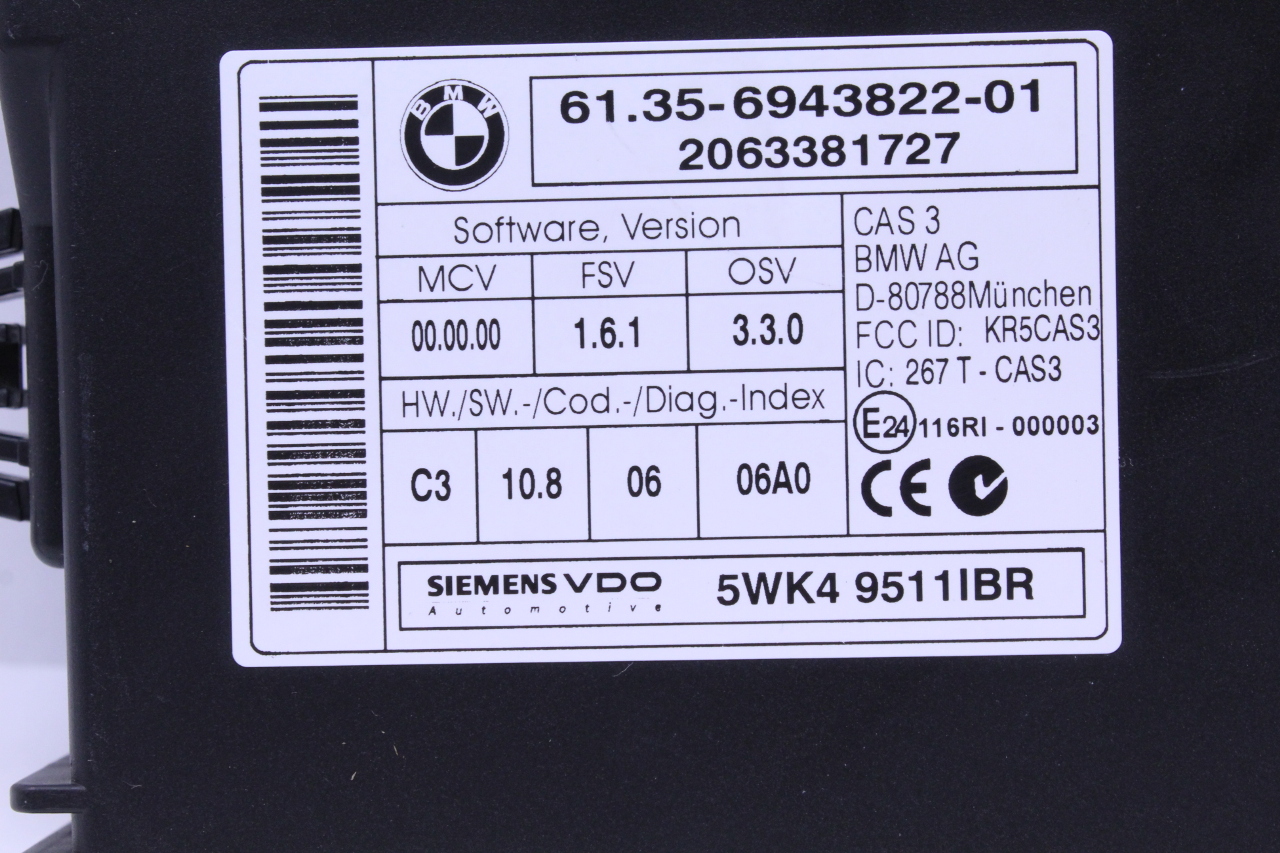 BMW
61.35-6943822-01
2063381727
Software, Version
MCV FSV OSV
00.00.00 1.6.1 3.3.0
HW./SW.-/Cod.-/Diag.-Index
C3 10.8 06 06A0
CAS 3
BMW AG
D-80788München
FCC ID: KR5CAS3
IC: 267 T - CAS3
E24 116RI - 000003
CE
SIEMENS VDO
Automotive
5WK4 9511IBR